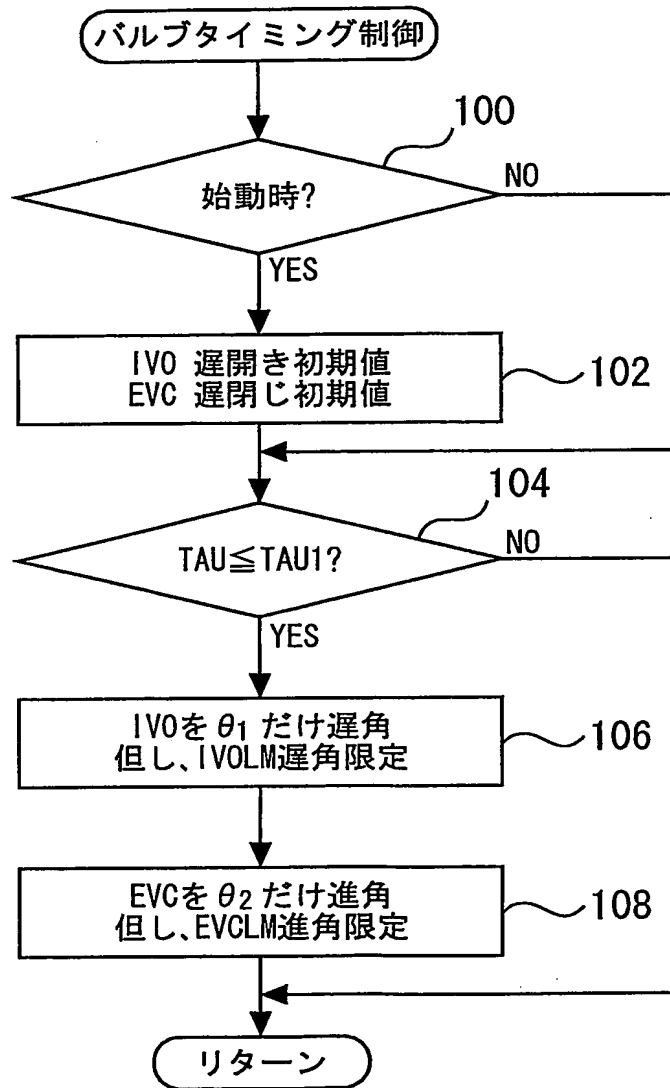 バルブタイミング制御
100
始動時?
NO
YES
IVO 遅開き初期値
EVC 遅閉じ初期値
102
104
TAU≦TAU1?
NO
YES
IVOをθ1だけ遅角
但し、IVOLM遅角限定
106
EVCをθ2だけ進角
但し、EVCLM進角限定
108
リターン